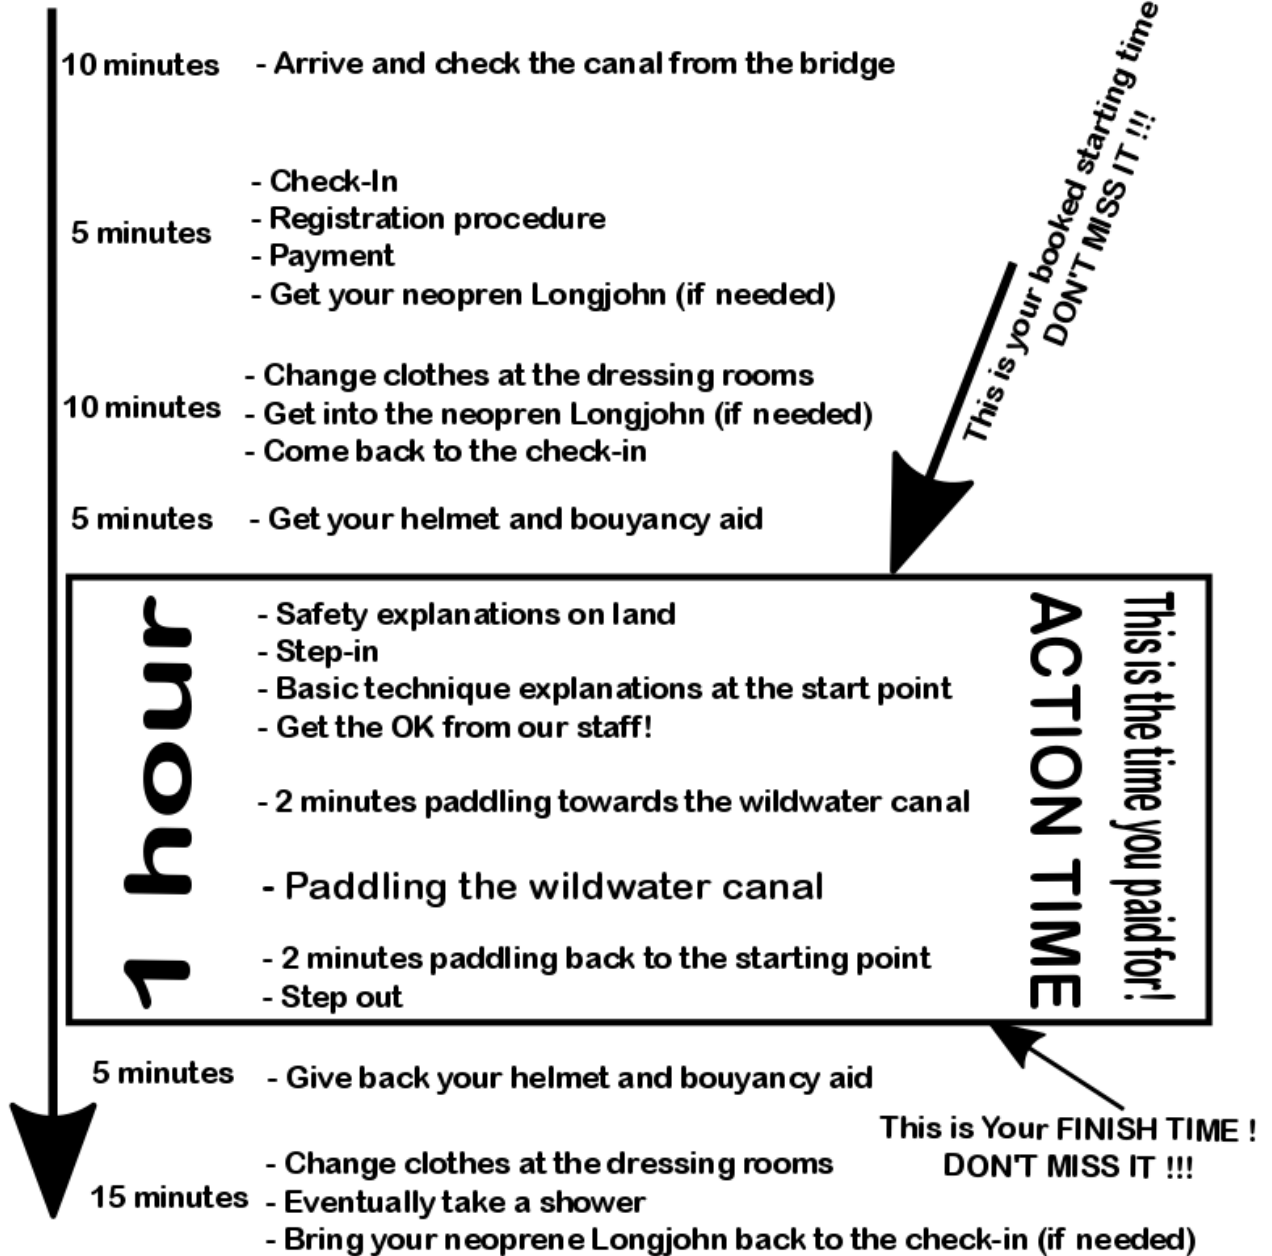 10 minutes - Arrive and check the canal from the bridge
This is your booked starting time
DON'T MISS IT !!!
- Check-In
- Registration procedure
5 minutes
- Payment
- Get your neopren Longjohn (if needed)
- Change clothes at the dressing rooms
10 minutes - Get into the neopren Longjohn (if needed)
- Come back to the check-in
5 minutes - Get your helmet and bouyancy aid
1 hour
- Safety explanations on land
- Step-in
- Basic technique explanations at the start point
- Get the OK from our staff!
- 2 minutes paddling towards the wildwater canal
- Paddling the wildwater canal
- 2 minutes paddling back to the starting point
- Step out
ACTION TIME
This is the time you paid for!
5 minutes - Give back your helmet and bouyancy aid
This is Your FINISH TIME !
DON'T MISS IT !!!
- Change clothes at the dressing rooms
15 minutes - Eventually take a shower
- Bring your neoprene Longjohn back to the check-in (if needed)